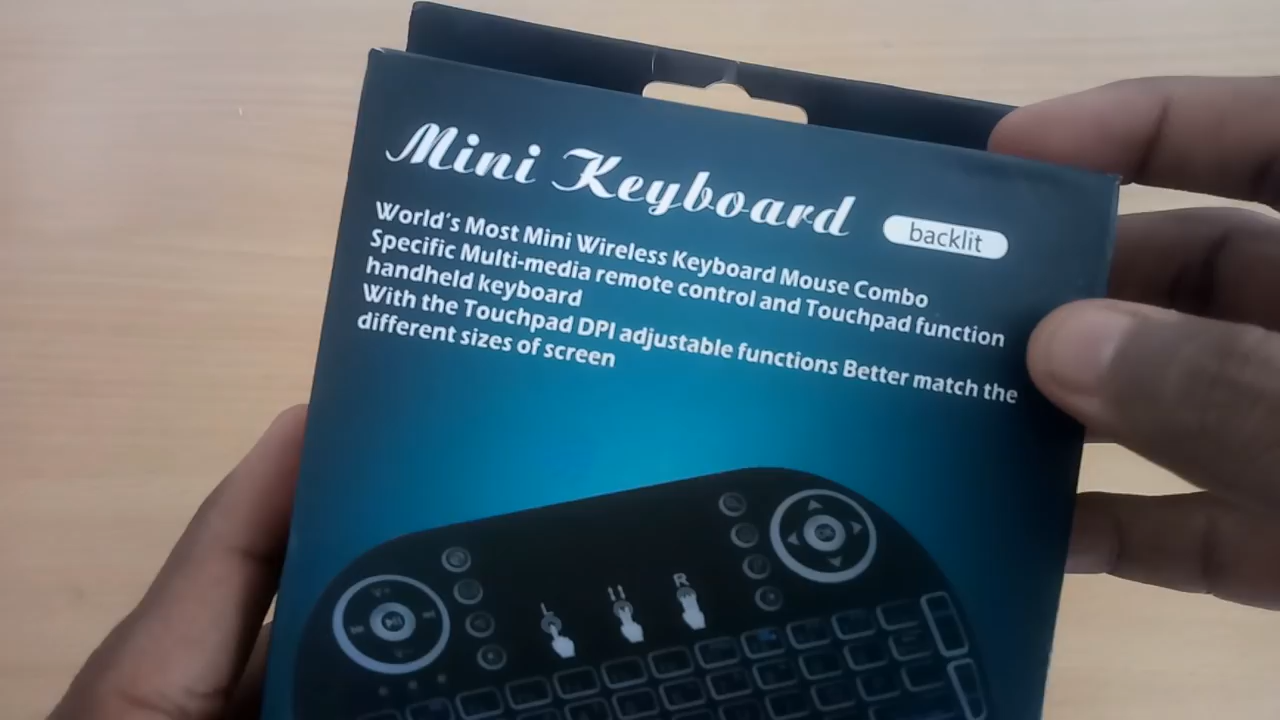 Mini Keyboard backlit
World's Most Mini Wireless Keyboard Mouse Combo
Specific Multi-media remote control and Touchpad function
handheld keyboard
With the Touchpad DPI adjustable functions Better match the
different sizes of screen
L
R